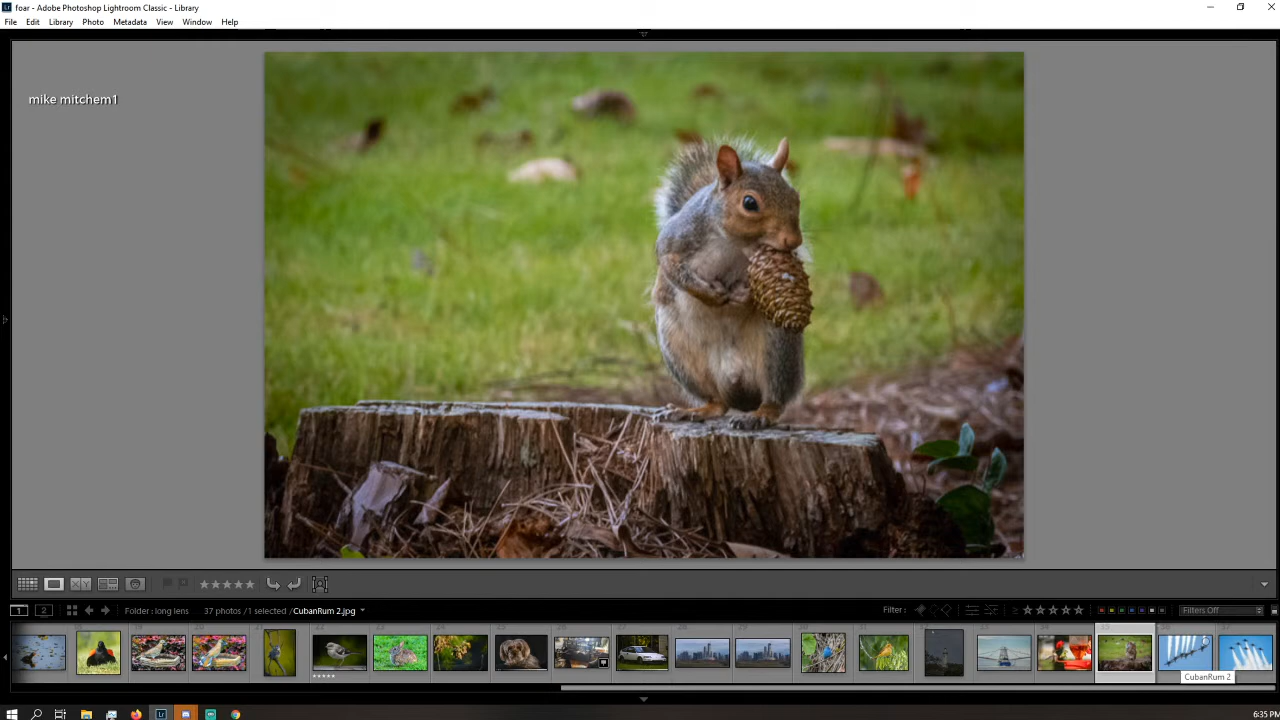 foar - Adobe Photoshop Lightroom Classic - Library
File Edit Library Photo Metadata View Window Help
mike mitchem1
Folder : long lens 37 photos /1 selected /CubanRum 2.jpg Filter : Filters Off
CubanRum 2
6:35 PM